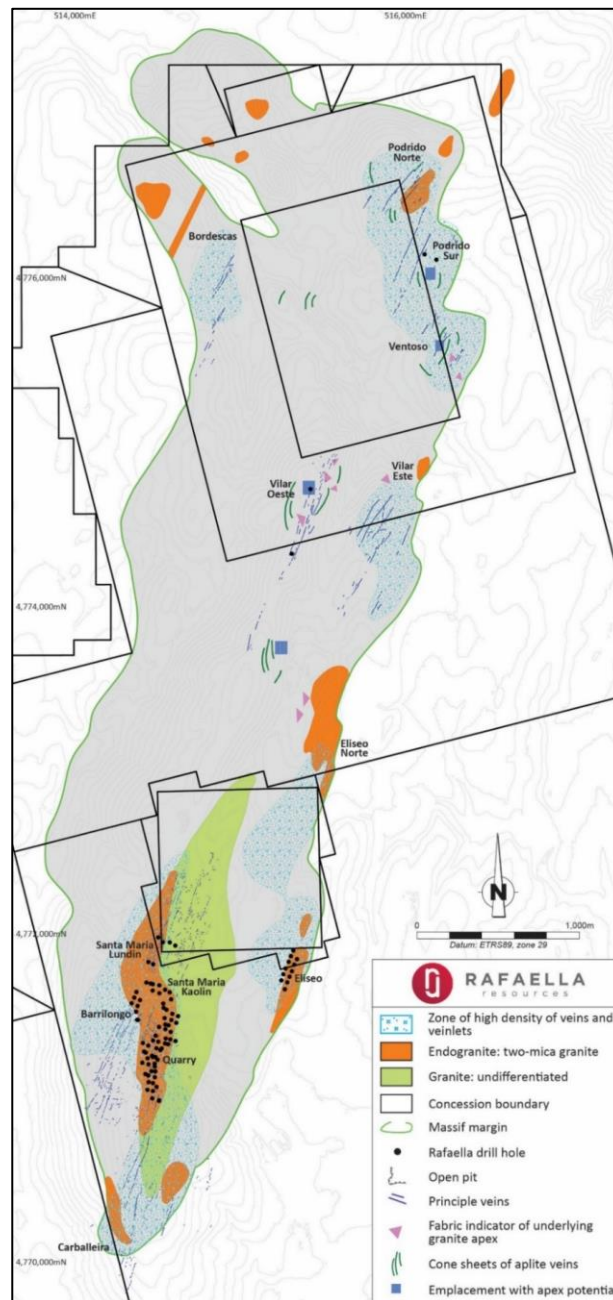 514,000mE
516,000mE
Podrido
Norte
Bordescas
Podrido
Sur
4,776,000mN
Ventoso
Vilar
Oeste
Vilar
Este
4,774,000mN
Eliseo
Norte
N
0
1,000m
Datum: ETRS89, zone 29
Santa Maria
Lundin
Santa Maria
Kaolin
Eliseo
Barrilongo
Quarry
Carballeira
4,770,000mN
RAFAELLA
resources
Zone of high density of veins and
veinlets
Endogranite: two-mica granite
Granite: undifferentiated
Concession boundary
Massif margin
Rafaella drill hole
Open pit
Principle veins
Fabric indicator of underlying
granite apex
Cone sheets of aplite veins
Emplacement with apex potential